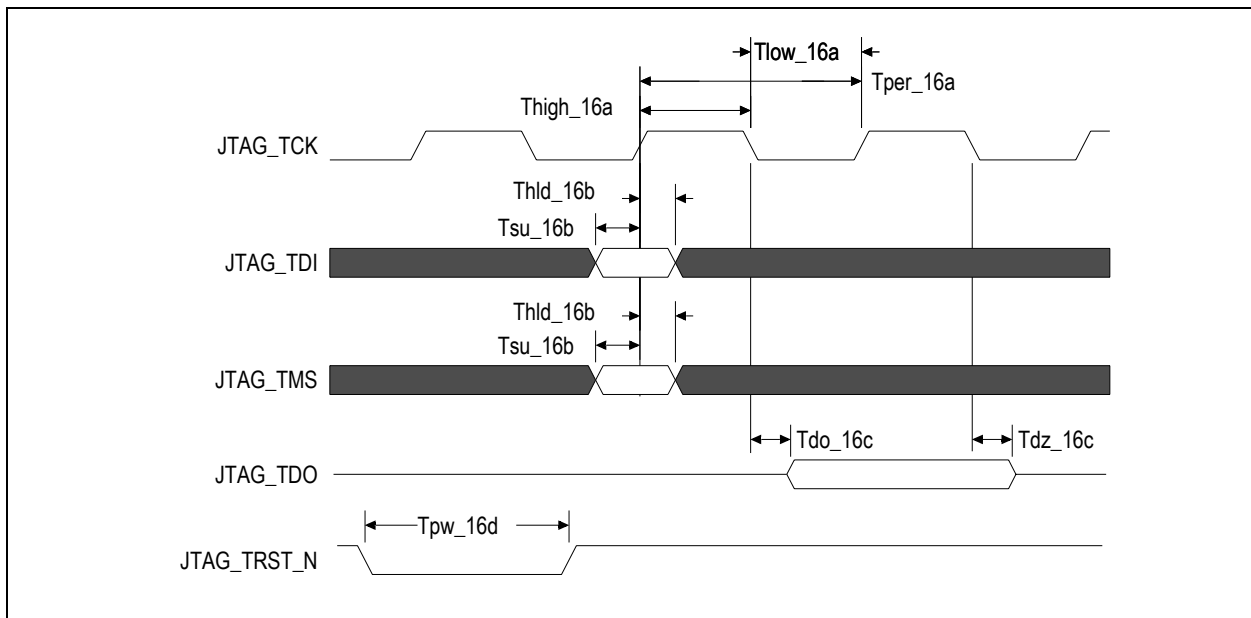 Tlow_16a
Tper_16a
Thigh_16a
JTAG_TCK
Thld_16b
Tsu_16b
JTAG_TDI
Thld_16b
Tsu_16b
JTAG_TMS
Tdo_16c
Tdz_16c
JTAG_TDO
Tpw_16d
JTAG_TRST_N